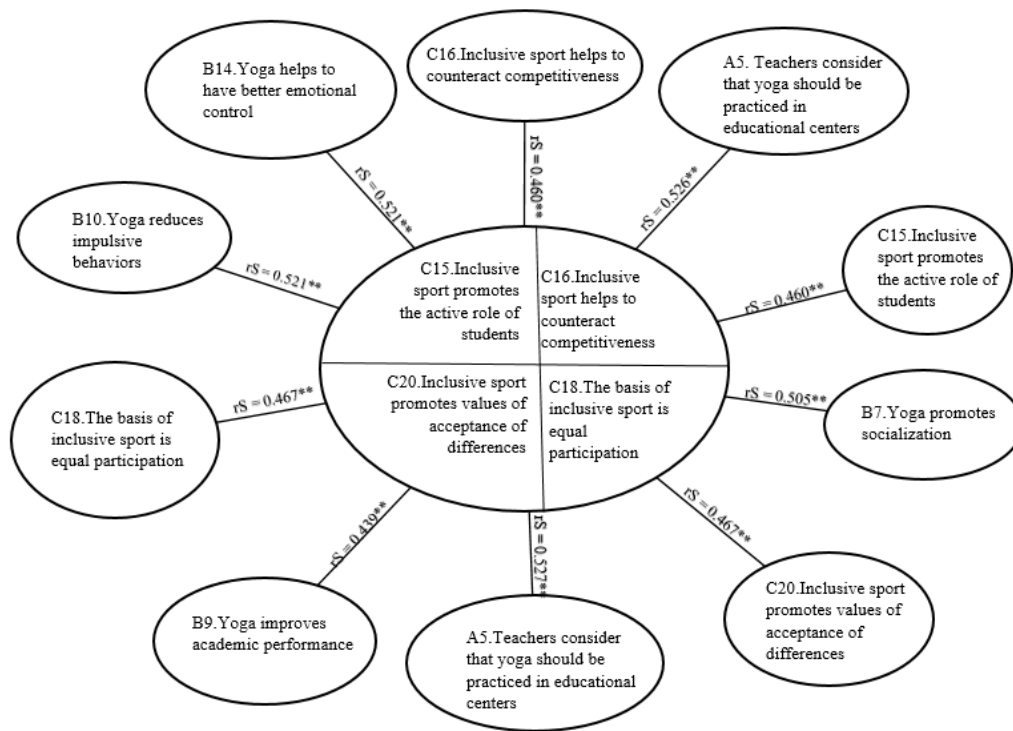 C16.Inclusive sport helps to
counteract competitiveness
B14.Yoga helps to
have better emotional
control
A5. Teachers consider
that yoga should be
practiced in
educational centers
rS = 0.521**
rS = 0.460**
rS = 0.526**
B10.Yoga reduces
impulsive
behaviors
rS = 0.521**
C15.Inclusive
sport promotes
the active role of
students
C16.Inclusive
sport helps to
counteract
competitiveness
rS = 0.460**
C15.Inclusive
sport promotes
the active role of
students
C18.The basis of
inclusive sport is
equal participation
rS = 0.467**
C20.Inclusive sport
promotes values of
acceptance of
differences
C18.The basis of
inclusive sport is
equal
participation
rS = 0.505**
B7.Yoga promotes
socialization
rS = 0.439**
rS = 0.527**
rS = 0.467**
B9.Yoga improves
academic performance
A5.Teachers consider
that yoga should be
practiced in educational
centers
C20.Inclusive sport
promotes values of
acceptance of
differences